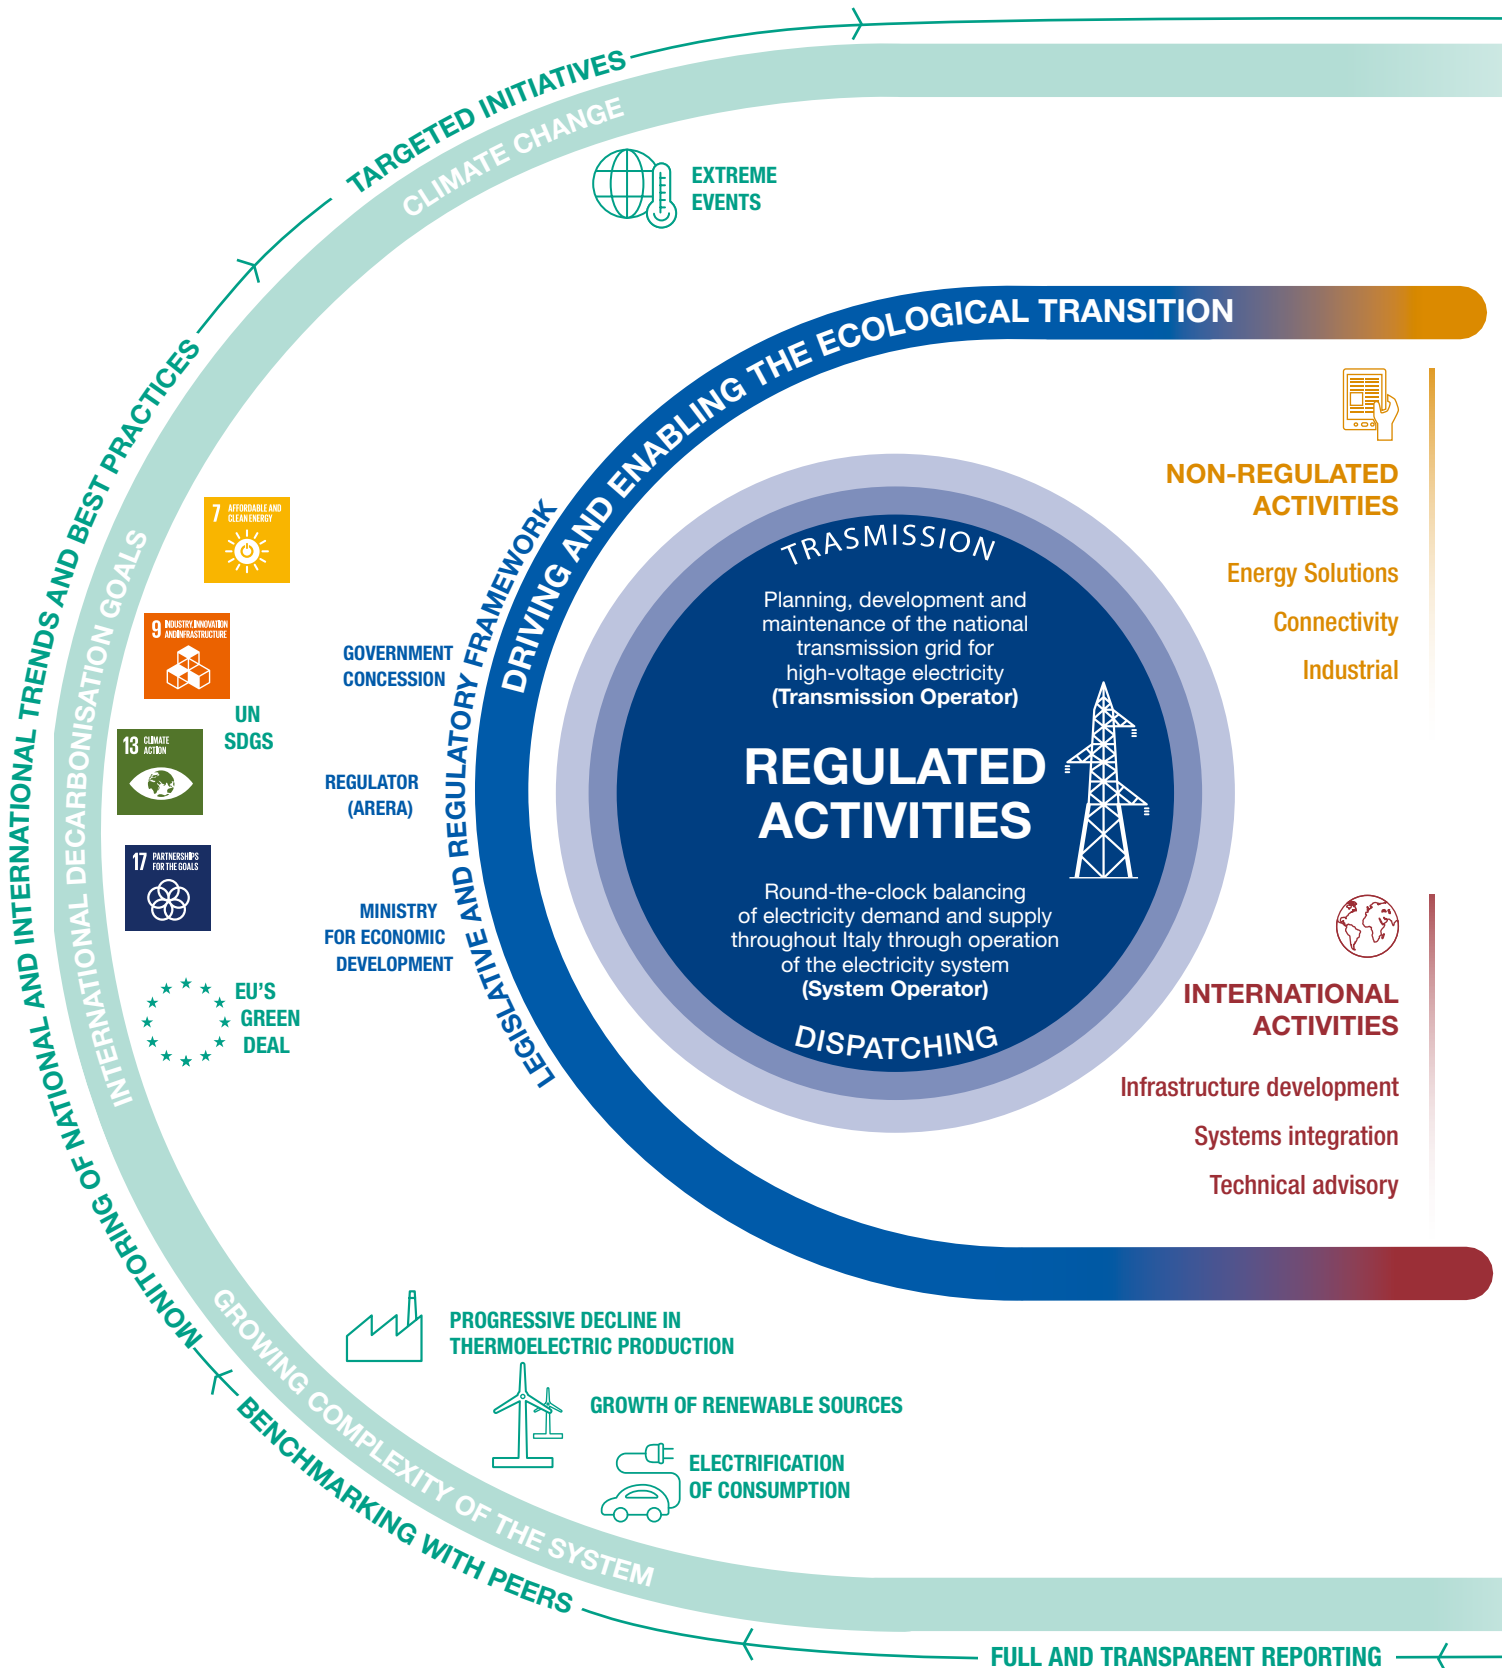 TARGETED INITIATIVES
CLIMATE CHANGE
EXTREME
EVENTS
DRIVING AND ENABLING THE ECOLOGICAL TRANSITION
MONITORING OF NATIONAL AND INTERNATIONAL TRENDS AND BEST PRACTICES
INTERNATIONAL DECARBONISATION GOALS
7 AFFORDABLE AND
CLEAN ENERGY
9 INDUSTRY, INNOVATION
AND INFRASTRUCTURE
UN
SDGS
13 CLIMATE
ACTION
17 PARTNERSHIPS
FOR THE GOALS
EU'S
GREEN
DEAL
LEGISLATIVE AND REGULATORY FRAMEWORK
GOVERNMENT
CONCESSION
REGULATOR
(ARERA)
MINISTRY
FOR ECONOMIC
DEVELOPMENT
TRASMISSION
Planning, development and
maintenance of the national
transmission grid for
high-voltage electricity
(Transmission Operator)
REGULATED
ACTIVITIES
Round-the-clock balancing
of electricity demand and supply
throughout Italy through operation
of the electricity system
(System Operator)
DISPATCHING
NON-REGULATED
ACTIVITIES
Energy Solutions
Connectivity
Industrial
INTERNATIONAL
ACTIVITIES
Infrastructure development
Systems integration
Technical advisory
GROWING COMPLEXITY OF THE SYSTEM
PROGRESSIVE DECLINE IN
THERMOELECTRIC PRODUCTION
GROWTH OF RENEWABLE SOURCES
ELECTRIFICATION
OF CONSUMPTION
BENCHMARKING WITH PEERS
FULL AND TRANSPARENT REPORTING